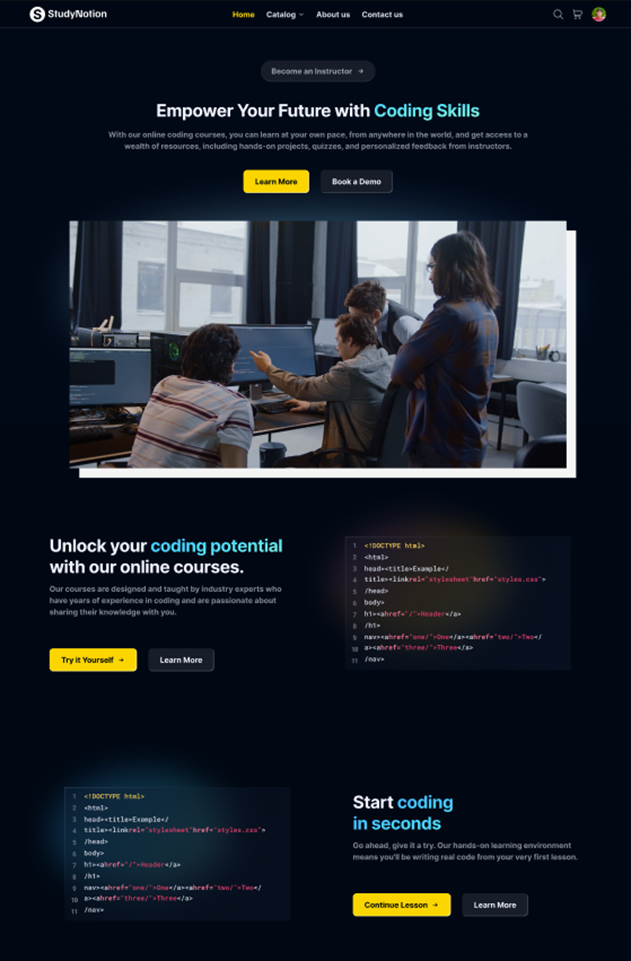 StudyNotion
Home Catalog About us Contact us
Become an Instructor
Empower Your Future with Coding Skills
With our online coding courses, you can learn at your own pace, from anywhere in the world, and get access to a
wealth of resources, including hands-on projects, quizzes, and personalized feedback from instructors.
Learn More Book a Demo
Unlock your coding potential
with our online courses.
Our courses are designed and taught by industry experts who
have years of experience in coding and are passionate about
sharing their knowledge with you.
Try it Yourself Learn More
1 <!DOCTYPE html>
2 <html>
3 head><title>Example</
4 title><linkrel="stylesheet"href="styles.css">
5 /head>
6 body>
7 h1><ahref="/">Header</a>
8 /h1>
9 nav><ahref="one/">One</a><ahref="two/">Two</
10 a><ahref="three/">Three</a>
11 /nav>
1 <!DOCTYPE html>
2 <html>
3 head><title>Example</
4 title><linkrel="stylesheet"href="styles.css">
5 /head>
6 body>
7 h1><ahref="/">Header</a>
8 /h1>
9 nav><ahref="one/">One</a><ahref="two/">Two</
10 a><ahref="three/">Three</a>
11 /nav>
Start coding
in seconds
Go ahead, give it a try. Our hands-on learning environment
means you'll be writing real code from your very first lesson.
Continue Lesson Learn More